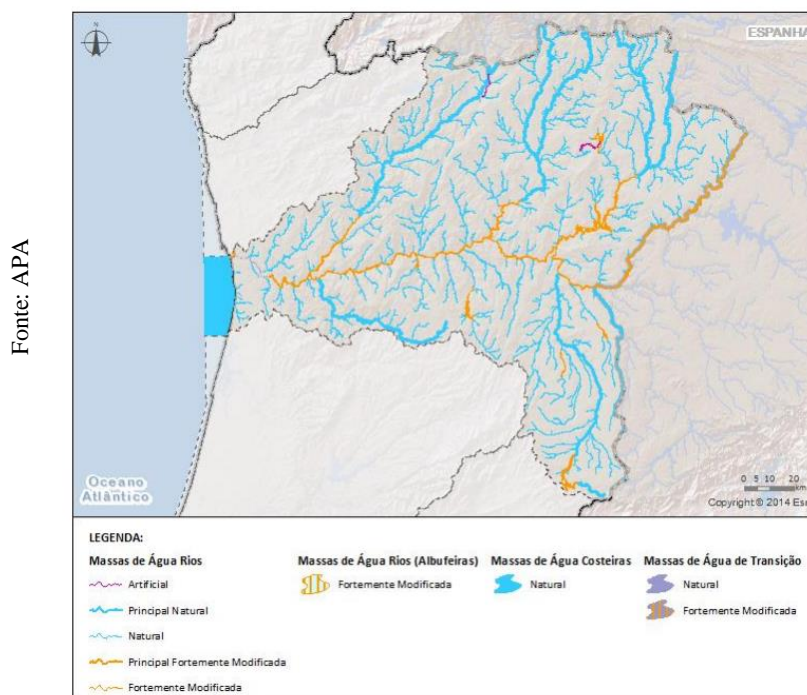 Fonte: APA
N
ESPANHA
Oceano
Atlântico
0 5 10 20
km
Copyright © 2014 Es
LEGENDA:
Massas de Água Rios
Artificial
Principal Natural
Natural
Principal Fortemente Modificada
Fortemente Modificada
Massas de Água Rios (Albufeiras)
Fortemente Modificada
Massas de Água Costeiras
Natural
Massas de Água de Transição
Natural
Fortemente Modificada